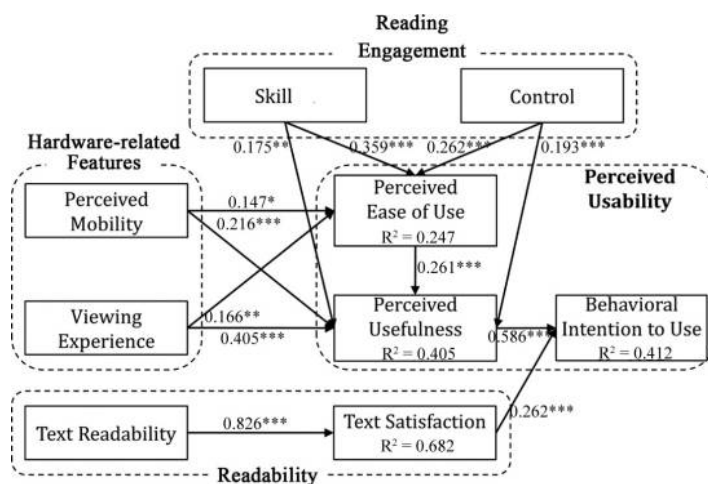 Reading
Engagement
Skill
Control
0.175**
0.359***
0.262***
0.193***
Hardware-related
Features
Perceived
Mobility
0.147*
0.216***
Perceived
Ease of Use
R² = 0.247
Perceived
Usability
0.261***
Viewing
Experience
0.166**
0.405***
Perceived
Usefulness
R² = 0.405
0.586***
Behavioral
Intention to Use
R² = 0.412
Text Readability
0.826***
Text Satisfaction
R² = 0.682
0.262***
Readability